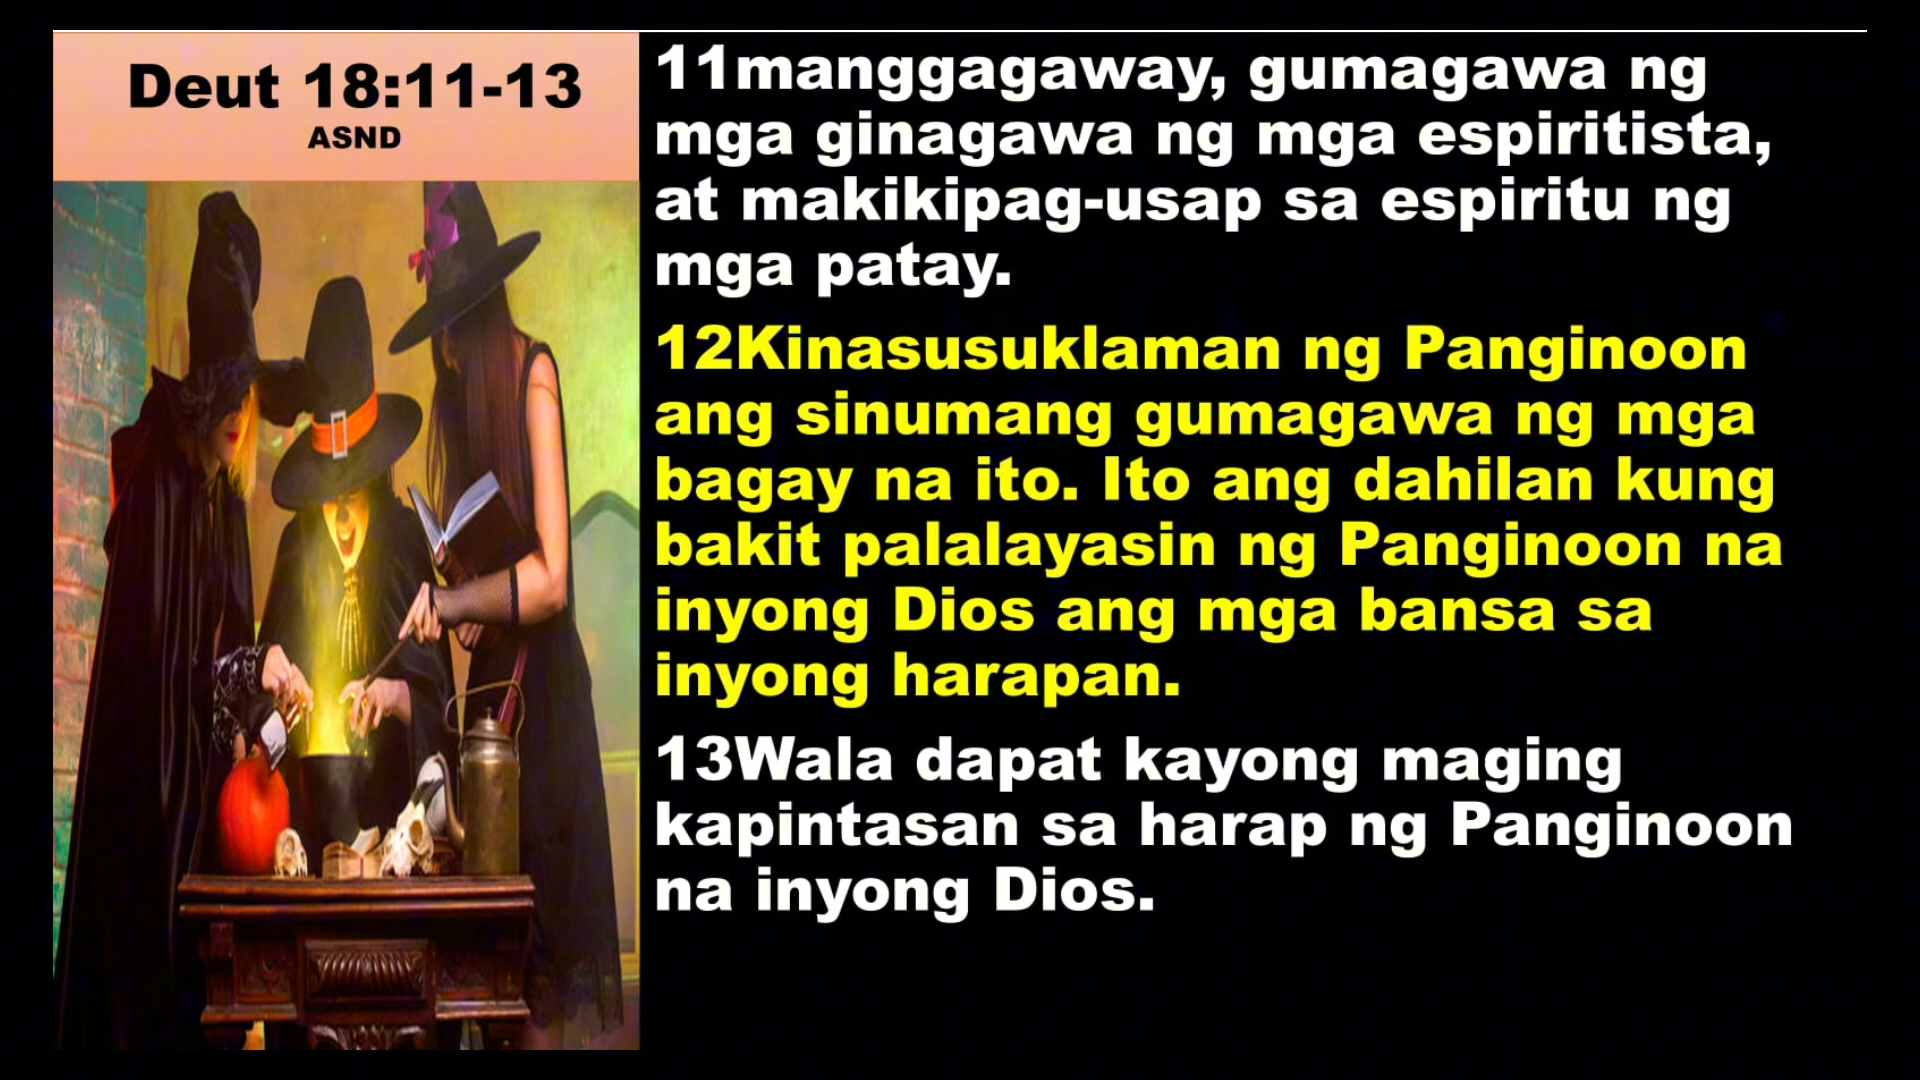 Deut 18:11-13
ASND
11manggagaway, gumagawa ng
mga ginagawa ng mga espiritista,
at makikipag-usap sa espiritu ng
mga patay.
12Kinasusuklaman ng Panginoon
ang sinumang gumagawa ng mga
bagay na ito. Ito ang dahilan kung
bakit palalayasin ng Panginoon na
inyong Dios ang mga bansa sa
inyong harapan.
13Wala dapat kayong maging
kapintasan sa harap ng Panginoon
na inyong Dios.